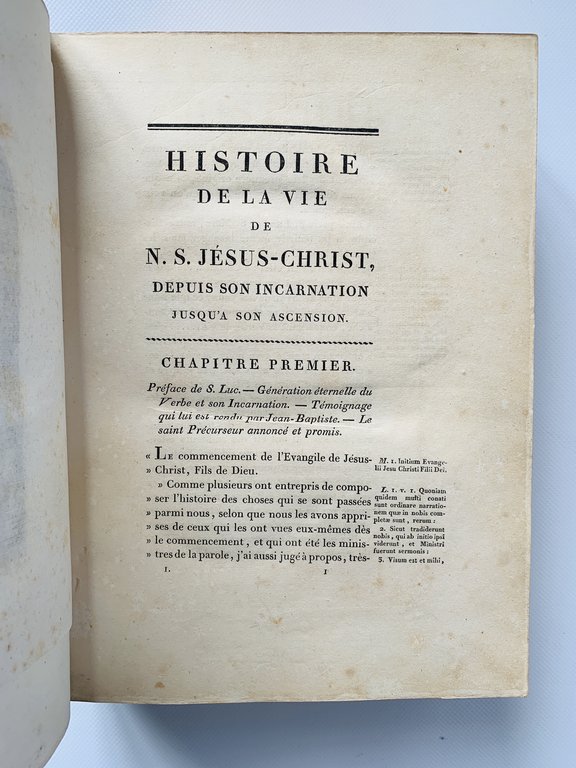 HISTOIRE
DE LA VIE
DE
N. S. JÉSUS-CHRIST,
DEPUIS SON INCARNATION
JUSQU'A SON ASCENSION.
CHAPITRE PREMIER.
Préface de S. Luc. — Génération éternelle du
Verbe et son Incarnation. — Témoignage
qui lui est rendu par Jean-Baptiste. — Le
saint Précurseur annoncé et promis.
« LE commencement de l'Evangile de Jésus-
» Christ, Fils de Dieu.
» Comme plusieurs ont entrepris de compo-
» ser l'histoire des choses qui se sont passées
» parmi nous, selon que nous les avons appri-
» ses de ceux qui les ont vues eux-mêmes dès
» le commencement, et qui ont été les minis-
» tres de la parole, j'ai aussi jugé à propos, très-
M. 1. Initium Evange-
lii Jesu Christi Filii Dei.
L. 1. v. 1. Quoniam
quidem multi conati
sunt ordinare narratio-
nem quæ in nobis com-
pletæ sunt, rerum :
2. Sicut tradiderunt
nobis, qui ab initio ipsi
viderunt, et Ministri
fuerunt sermonis :
3. Visum est et mihi,
1. 1